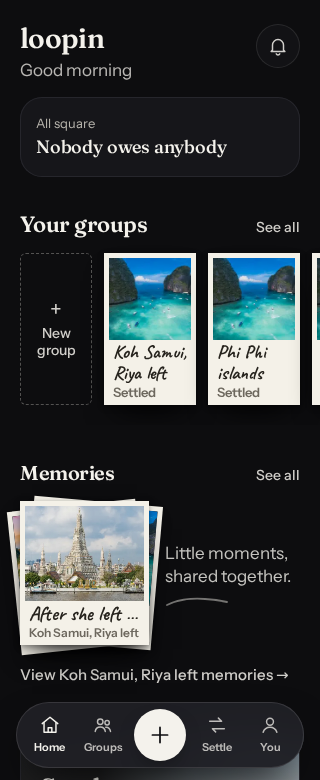 loopin
Good morning
All square
Nobody owes anybody
Your groups
See all
+
New
group
Koh Samui,
Riya left
Settled
Phi Phi
islands
Settled
Memories
See all
After she left ...
Koh Samui, Riya left
Little moments,
shared together.
View Koh Samui, Riya left memories →
Home
Groups
+
Settle
You